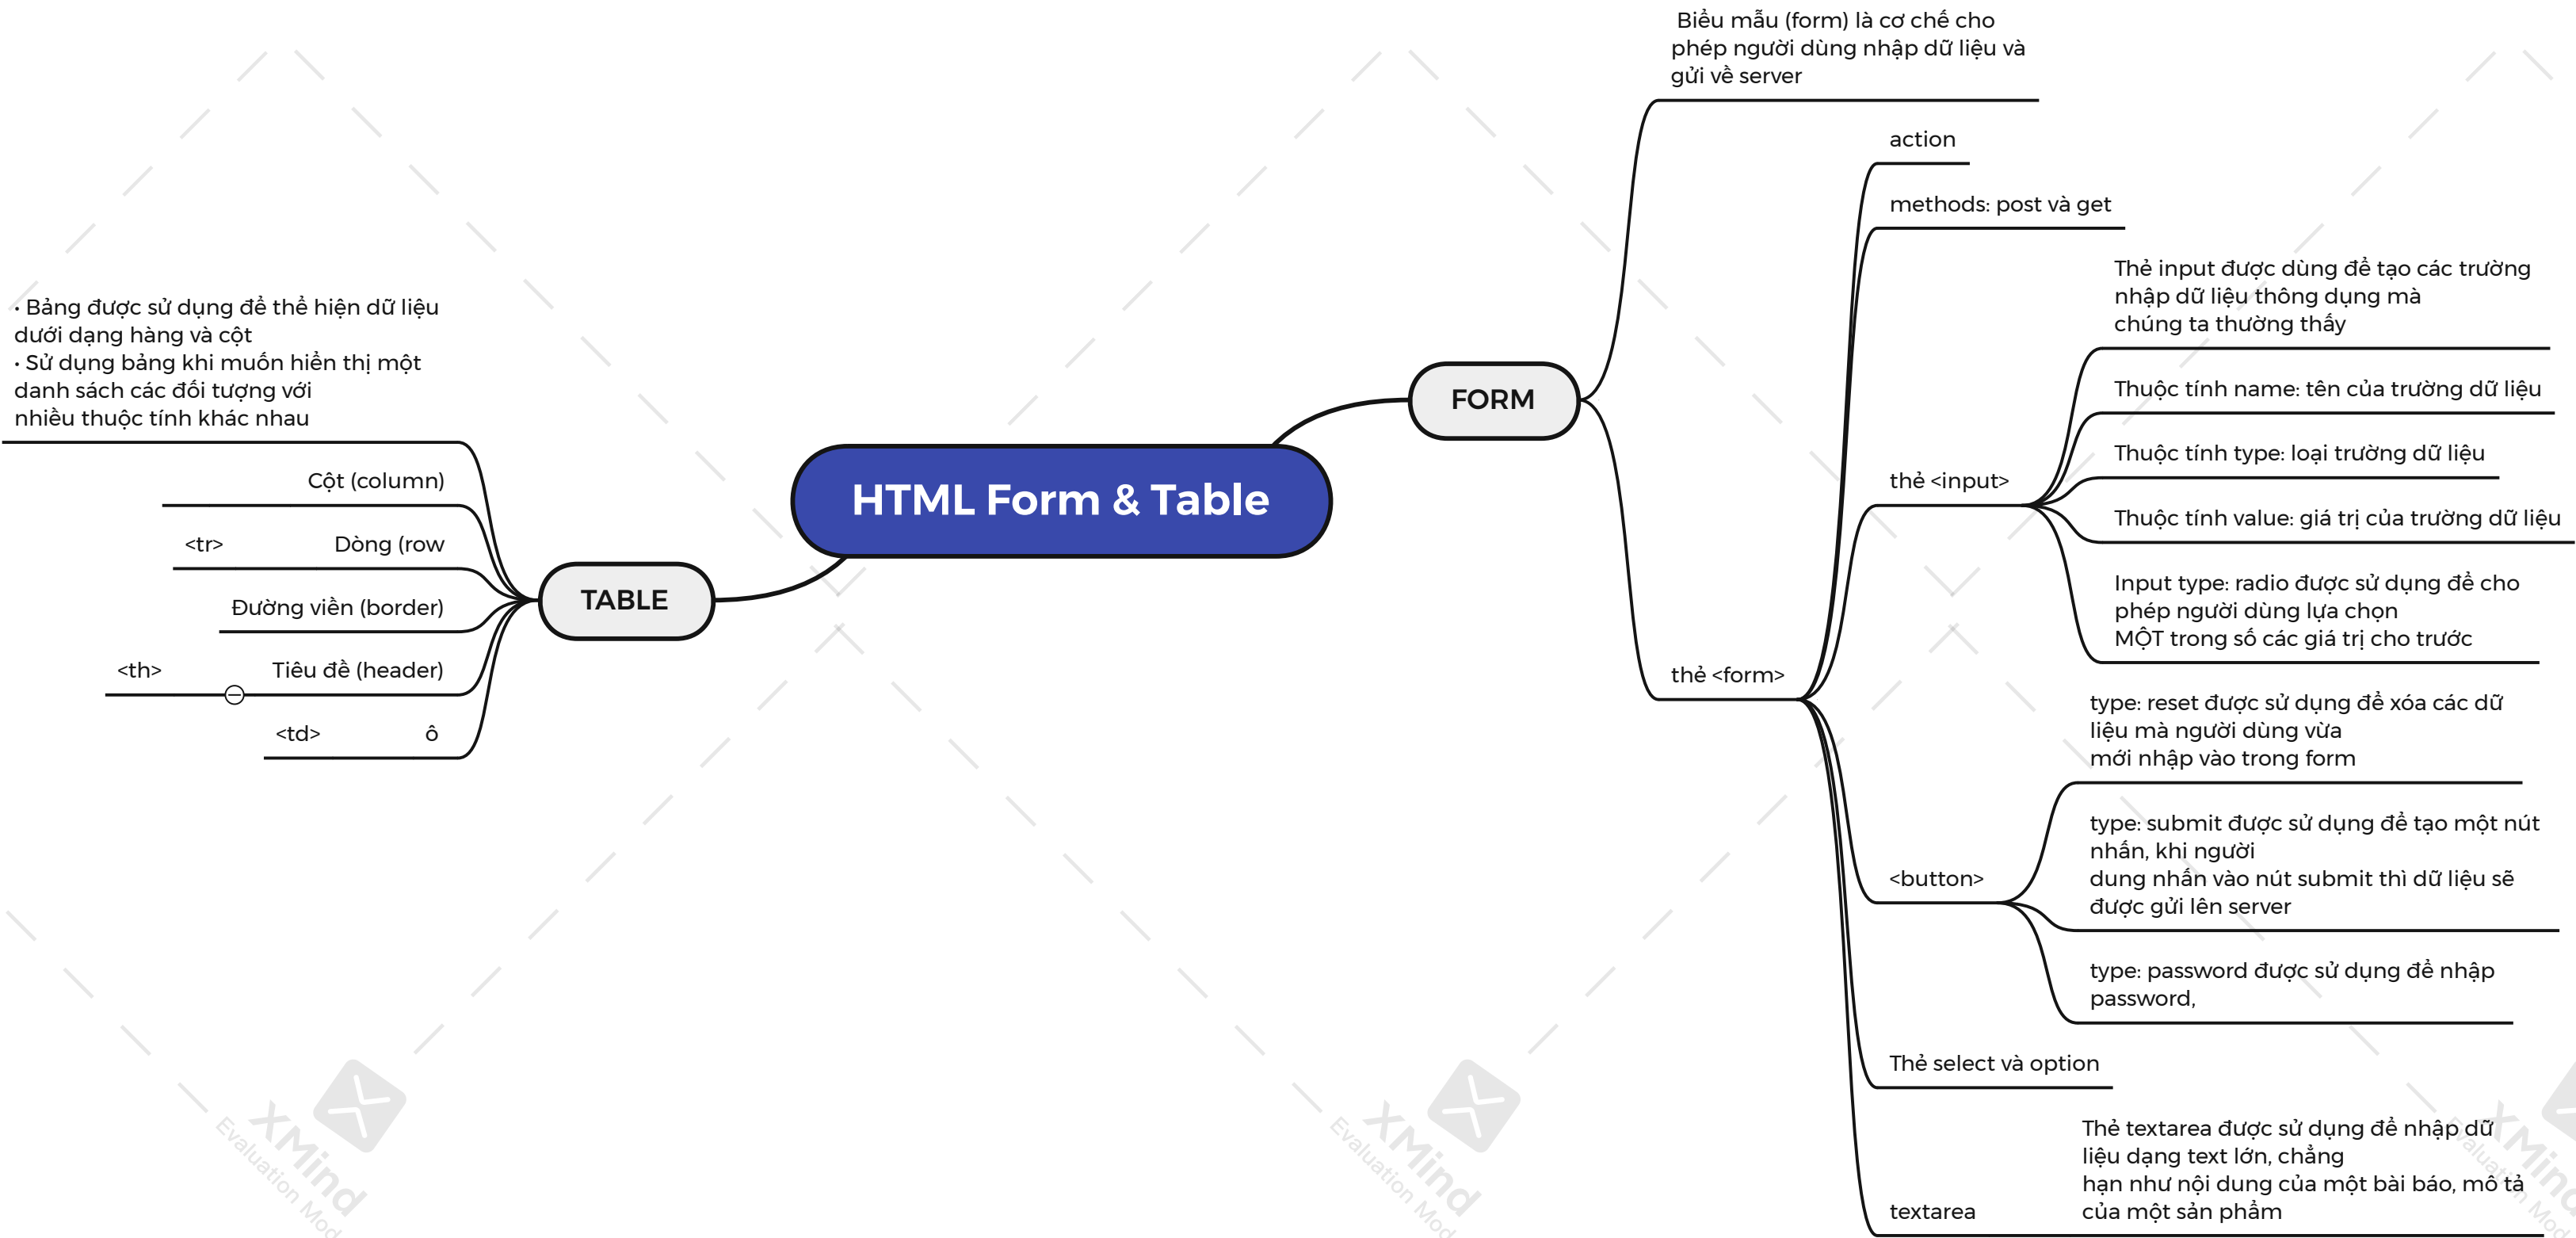 Biểu mẫu (form) là cơ chế cho
phép người dùng nhập dữ liệu và
gửi về server
action
methods: post và get
Thẻ input được dùng để tạo các trường
nhập dữ liệu thông dụng mà
chúng ta thường thấy
Thuộc tính name: tên của trường dữ liệu
Thuộc tính type: loại trường dữ liệu
thẻ <input>
Thuộc tính value: giá trị của trường dữ liệu
Input type: radio được sử dụng để cho
phép người dùng lựa chọn
MỘT trong số các giá trị cho trước
FORM
thẻ <form>
type: reset được sử dụng để xóa các dữ
liệu mà người dùng vừa
mới nhập vào trong form
type: submit được sử dụng để tạo một nút
nhấn, khi người
dung nhấn vào nút submit thì dữ liệu sẽ
được gửi lên server
<button>
type: password được sử dụng để nhập
password,
Thẻ select và option
Thẻ textarea được sử dụng để nhập dữ
liệu dạng text lớn, chẳng
hạn như nội dung của một bài báo, mô tả
của một sản phẩm
textarea
HTML Form & Table
TABLE
• Bảng được sử dụng để thể hiện dữ liệu
dưới dạng hàng và cột
• Sử dụng bảng khi muốn hiển thị một
danh sách các đối tượng với
nhiều thuộc tính khác nhau
Cột (column)
<tr> Dòng (row
Đường viền (border)
<th> Tiêu đề (header)
<td> ô
XMind
Evaluation Mod
XMind
Evaluation Mod
XMind
Evaluation Mod